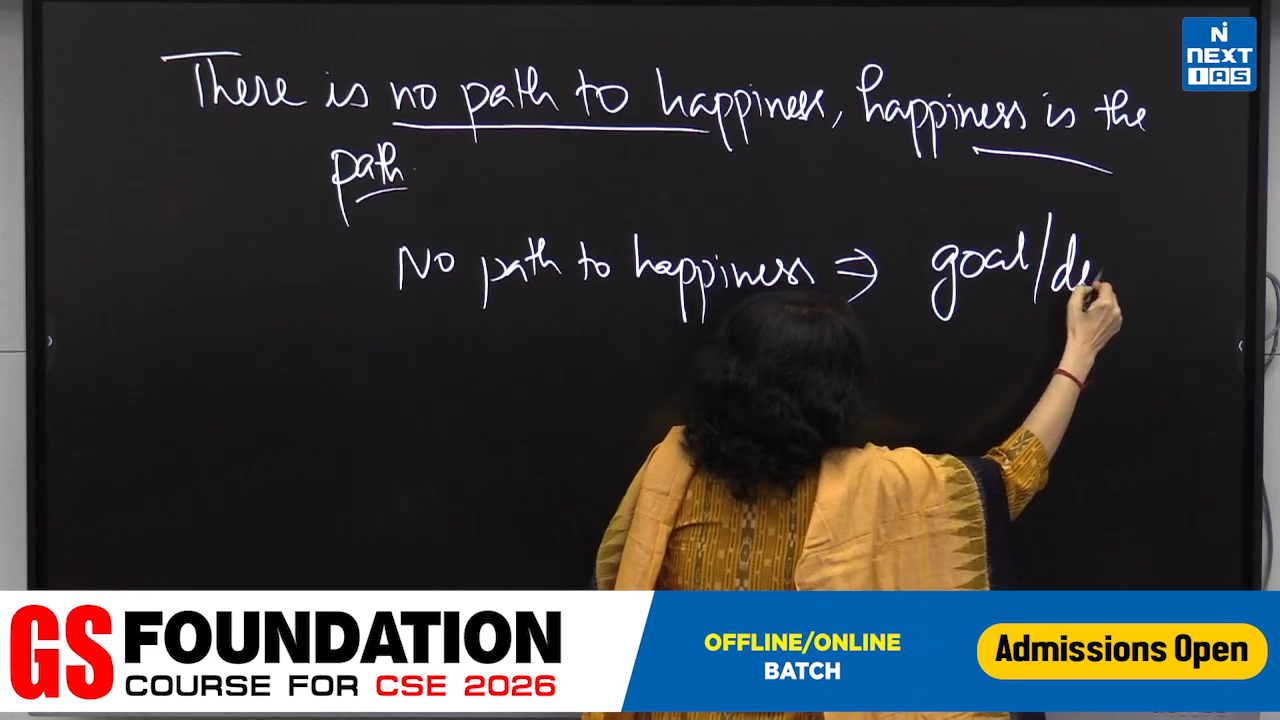 There is no path to happiness, happiness is the
path.
No path to happiness ⇒ goal/de
N
NEXT
IAS
GS FOUNDATION
COURSE FOR CSE 2026
OFFLINE/ONLINE
BATCH
Admissions Open